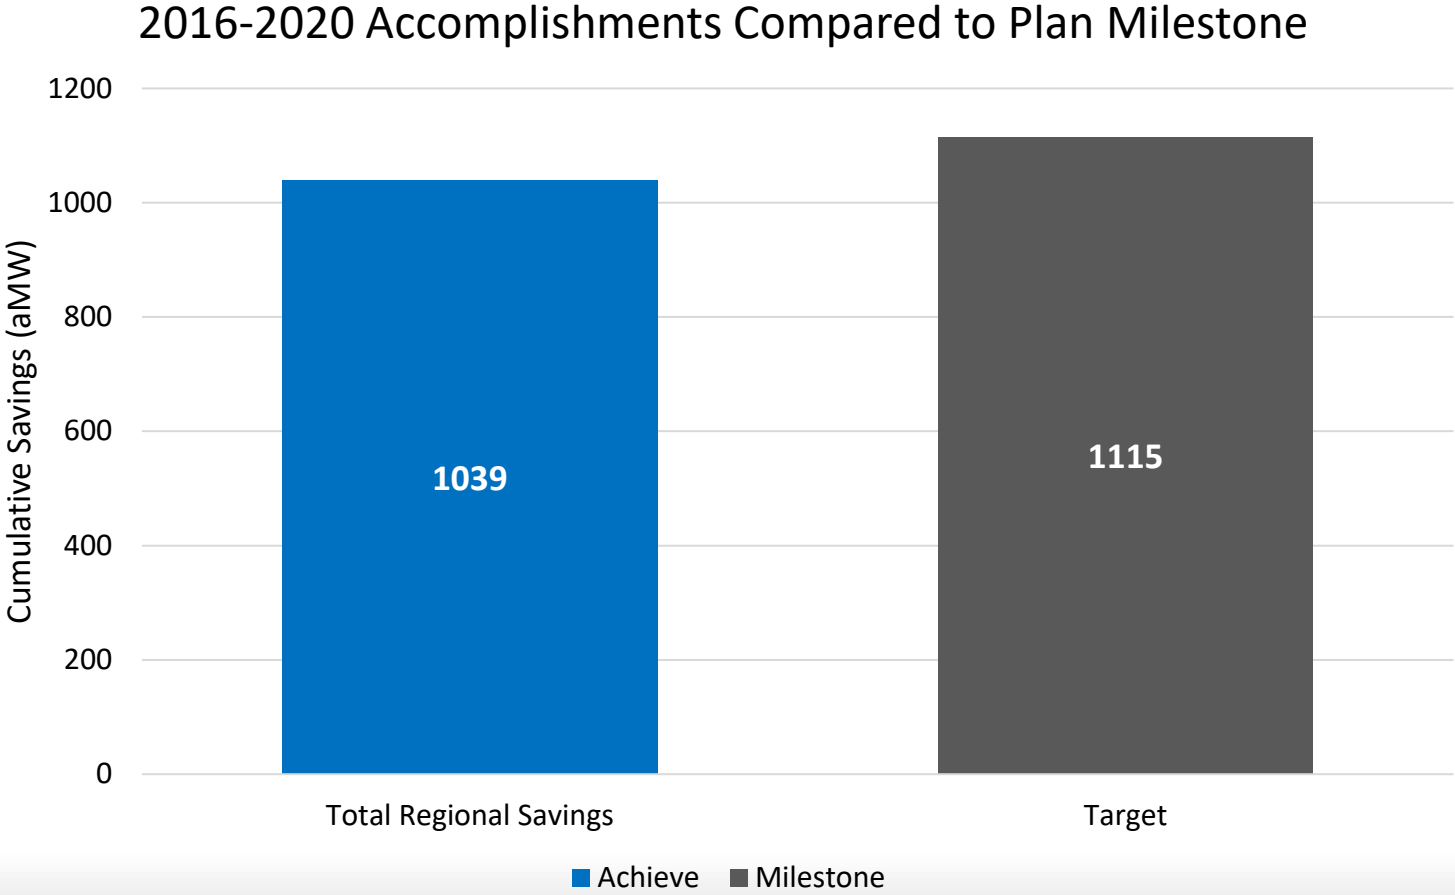 2016-2020 Accomplishments Compared to Plan Milestone
1200
1000
800
600
400
200
0
Cumulative Savings (aMW)
1039
1115
Total Regional Savings
Target
Achieve
Milestone